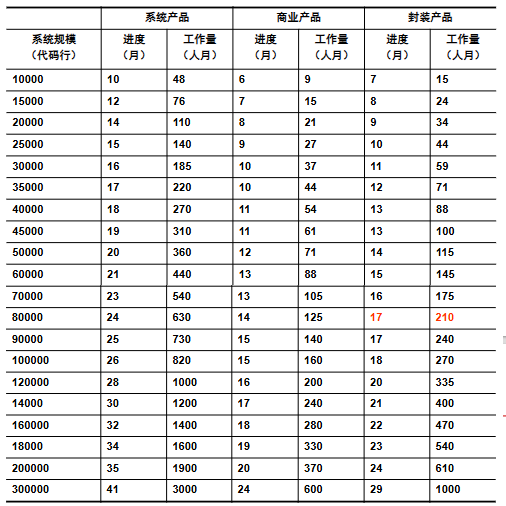 系统产品 商业产品 封装产品
系统规模 进度 工作量 进度 工作量 进度 工作量
(代码行) (月) (人月) (月) (人月) (月) (人月)
10000 10 48 6 9 7 15
15000 12 76 7 15 8 24
20000 14 110 8 21 9 34
25000 15 140 9 27 10 44
30000 16 185 10 37 11 59
35000 17 220 10 44 12 71
40000 18 270 11 54 13 88
45000 19 310 11 61 13 100
50000 20 360 12 71 14 115
60000 21 440 13 88 15 145
70000 23 540 13 105 16 175
80000 24 630 14 125 17 210
90000 25 730 15 140 17 240
100000 26 820 15 160 18 270
120000 28 1000 16 200 20 335
14000 30 1200 17 240 21 400
160000 32 1400 18 280 22 470
18000 34 1600 19 330 23 540
200000 35 1900 20 370 24 610
300000 41 3000 24 600 29 1000